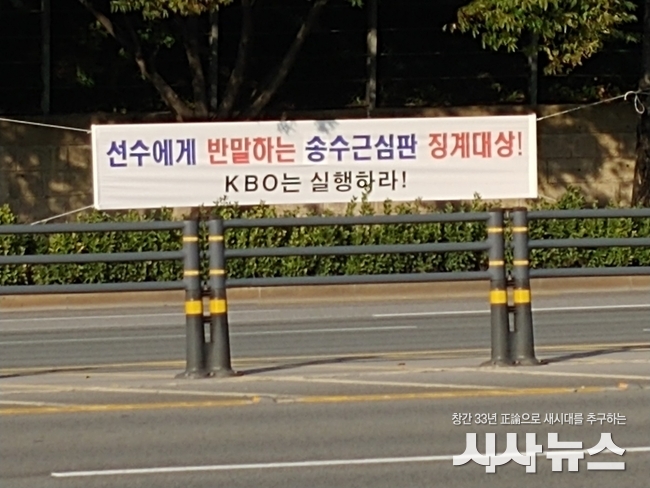 선수에게 반말하는 송수근심판 징계대상!
KBO는 실행하라!
창간 33년 正論으로 새시대를 추구하는
시사뉴스